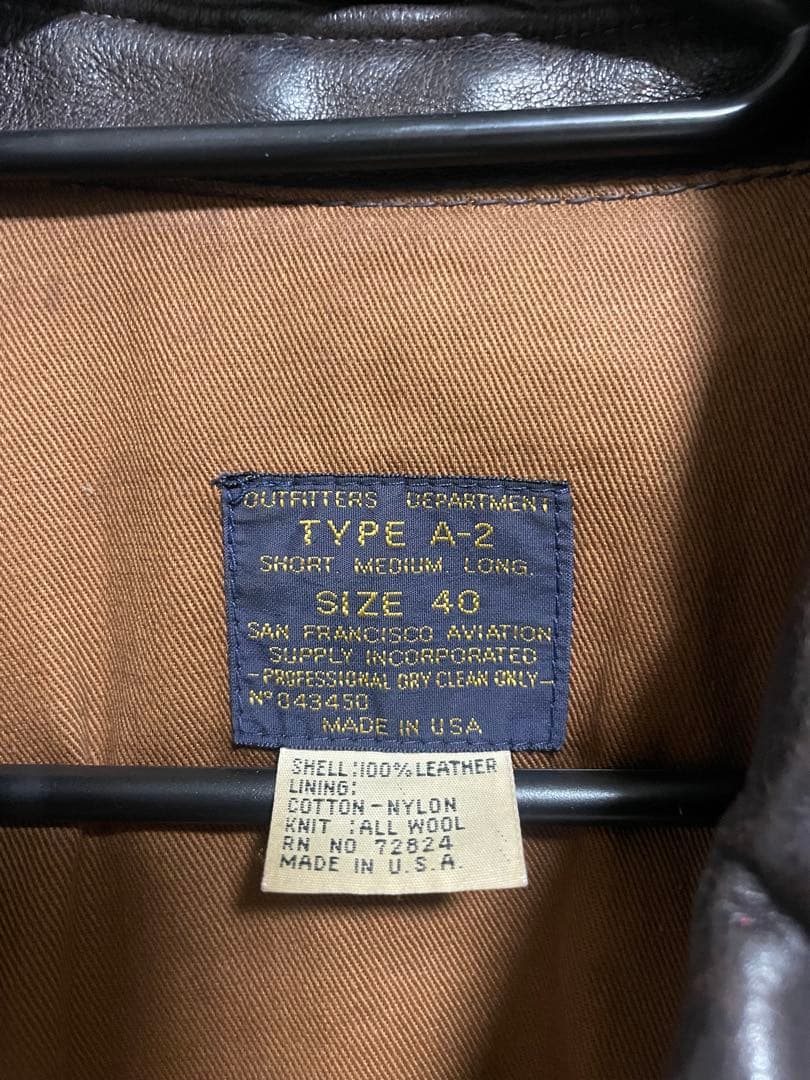 OUTFITTERS DEPARTMENT
TYPE A-2
SHORT. MEDIUM. LONG.
SIZE 40
SAN FRANCISCO AVIATION
SUPPLY INCORPORATED
-PROFESSIONAL DRY CLEAN ONLY-
Nº 043450
MADE IN USA
SHELL:100% LEATHER
LINING:
COTTON-NYLON
KNIT :ALL WOOL
RN NO 72824
MADE IN U.S.A.